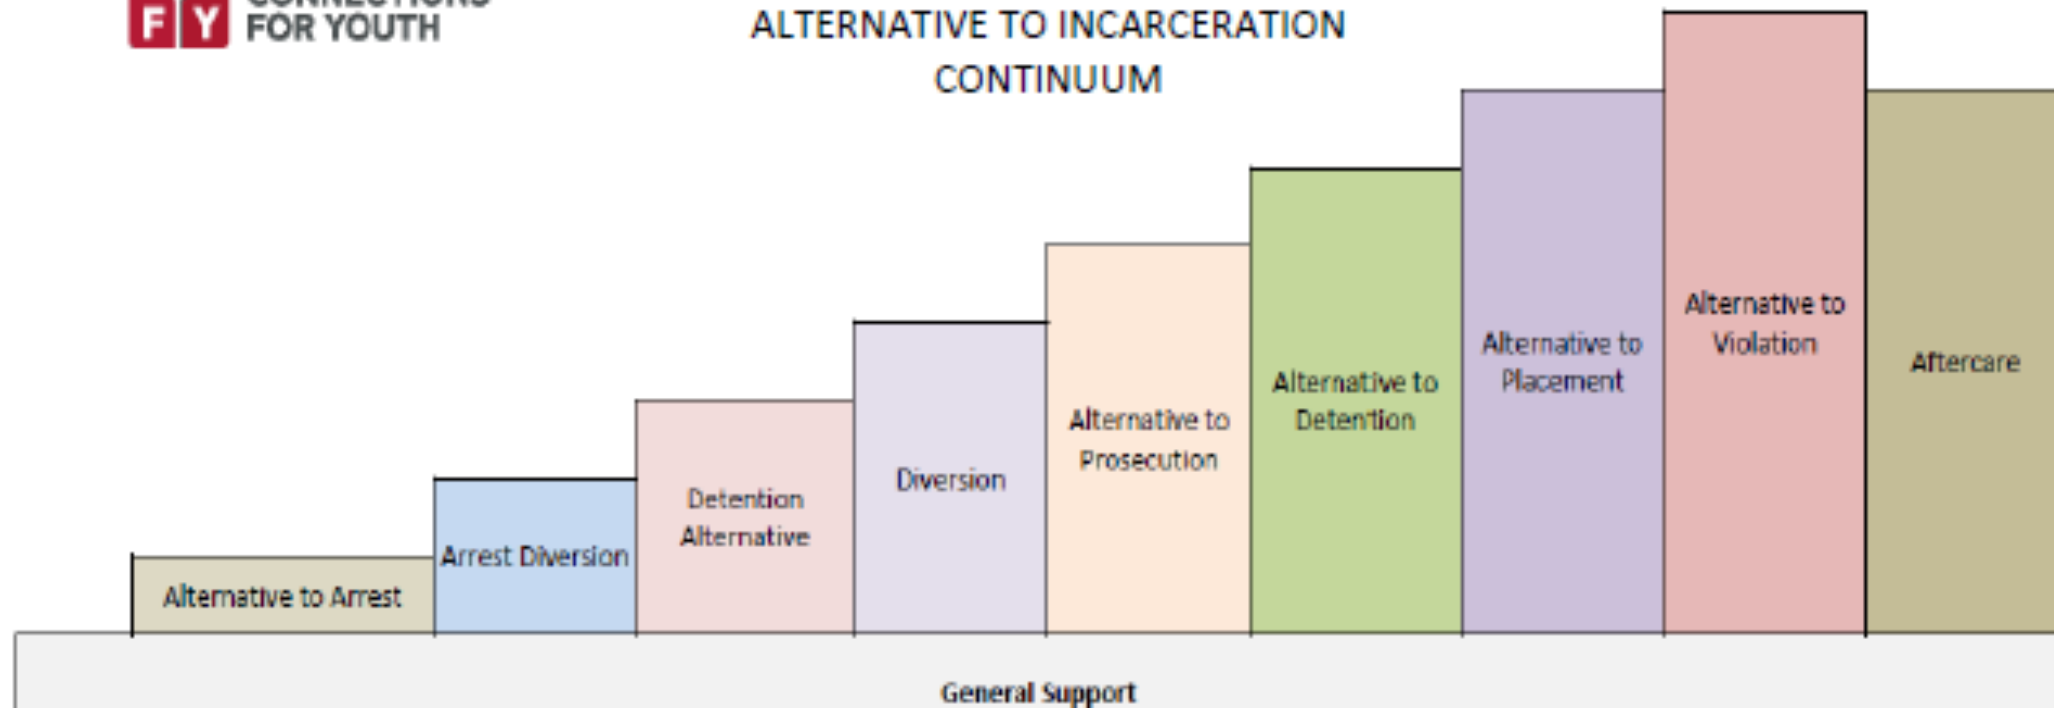 FY FOR YOUTH
ALTERNATIVE TO INCARCERATION
CONTINUUM
Alternative to Arrest
Arrest Diversion
Detention
Alternative
Diversion
Alternative to
Prosecution
Alternative to
Detention
Alternative to
Placement
Alternative to
Violation
Aftercare
General Support